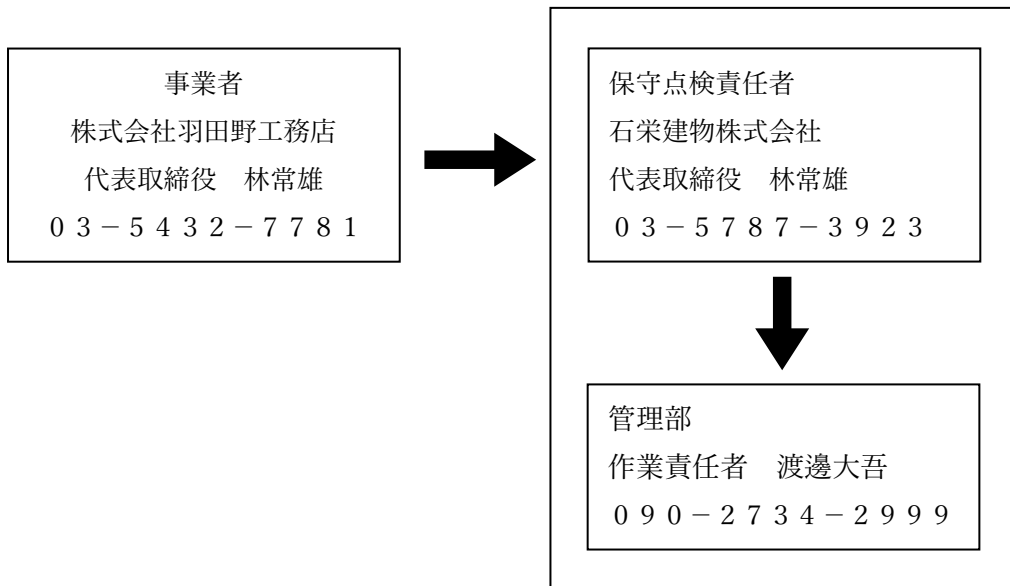 事業者
株式会社羽田野工務店
代表取締役　林常雄
０３－５４３２－７７８１
保守点検責任者
石栄建物株式会社
代表取締役　林常雄
０３－５７８７－３９２３
管理部
作業責任者　渡邊大吾
０９０－２７３４－２９９９